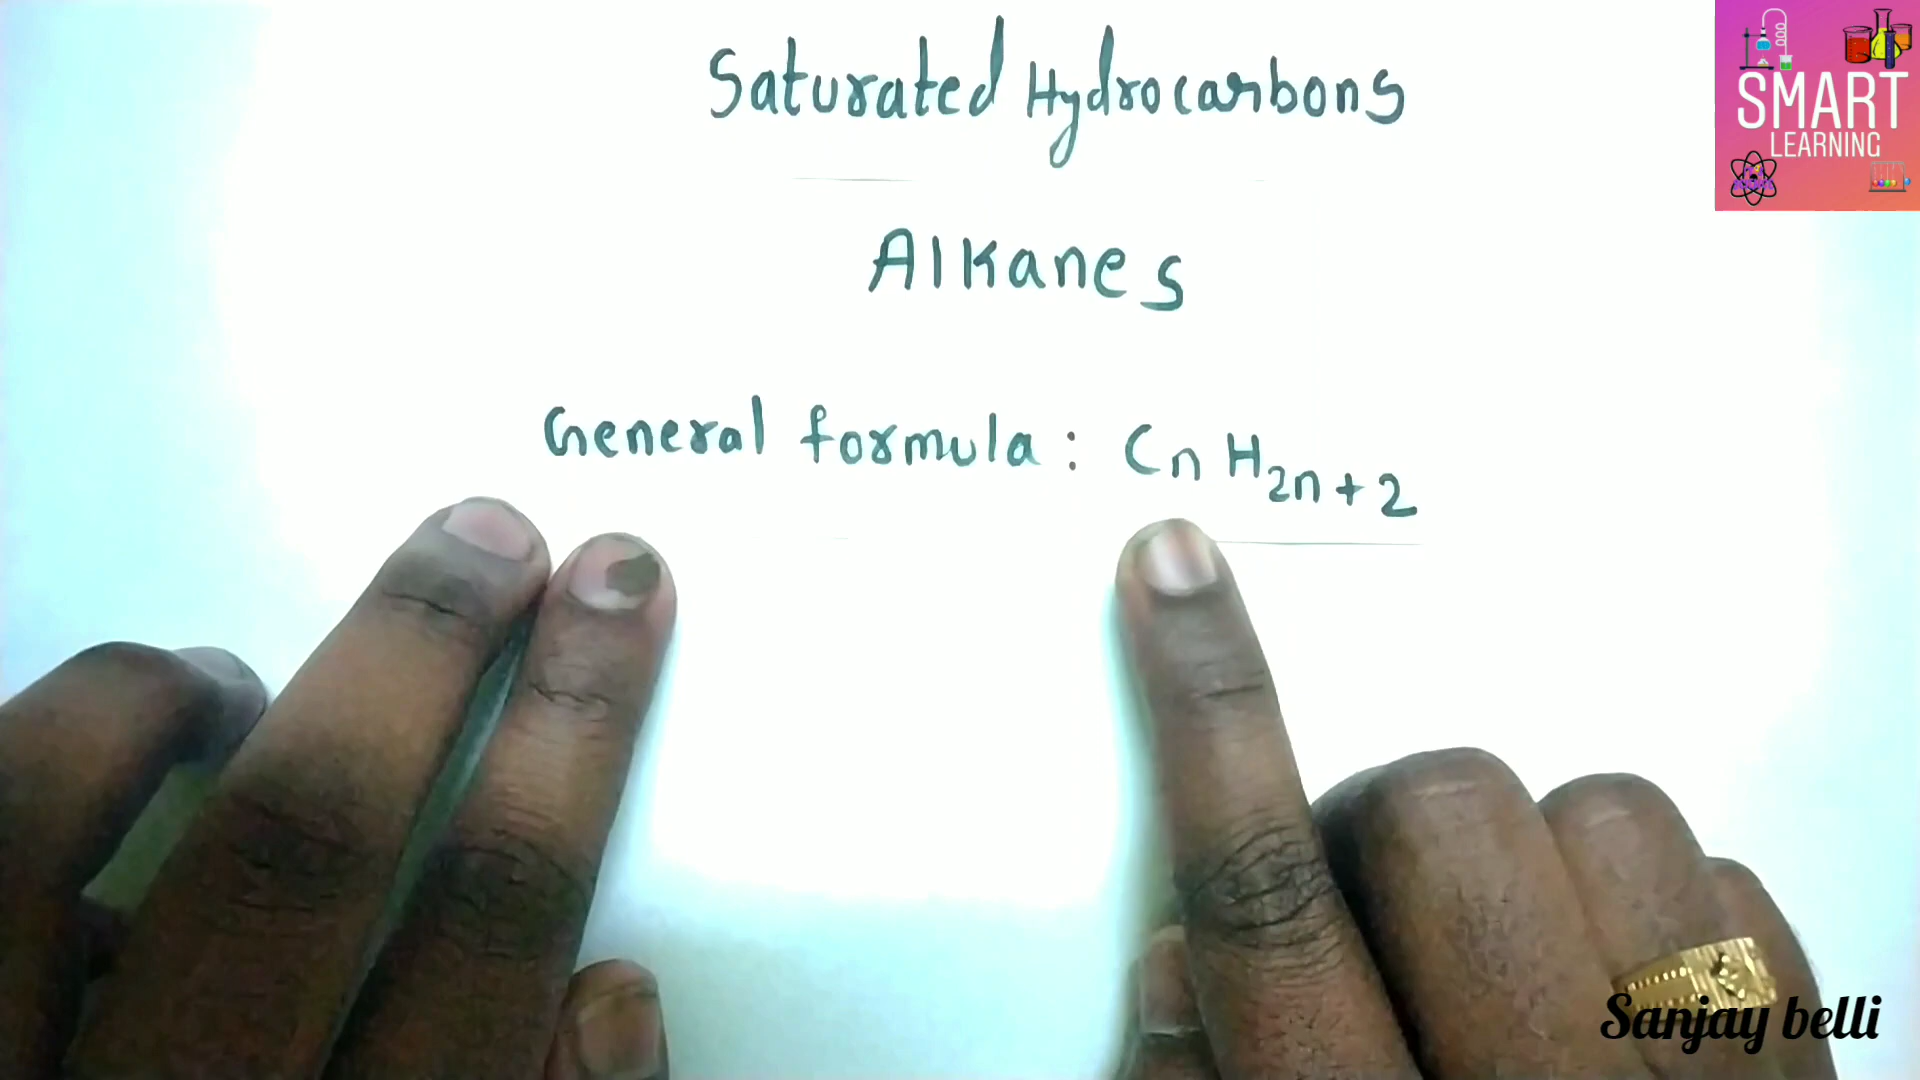 Saturated Hydrocarbons
SMART
LEARNING
Alkanes
General formula: CnH2n+2
Sanjay belli